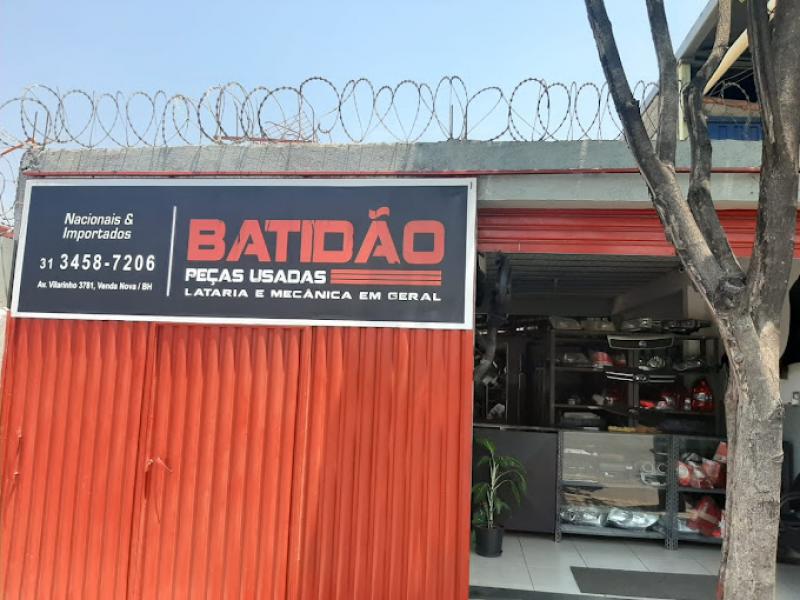 Nacionais &
Importados
31 3458-7206
Av. Vilarinho 3781, Venda Nova / BH
BATIDÃO
PEÇAS USADAS
LATARIA E MECÂNICA EM GERAL